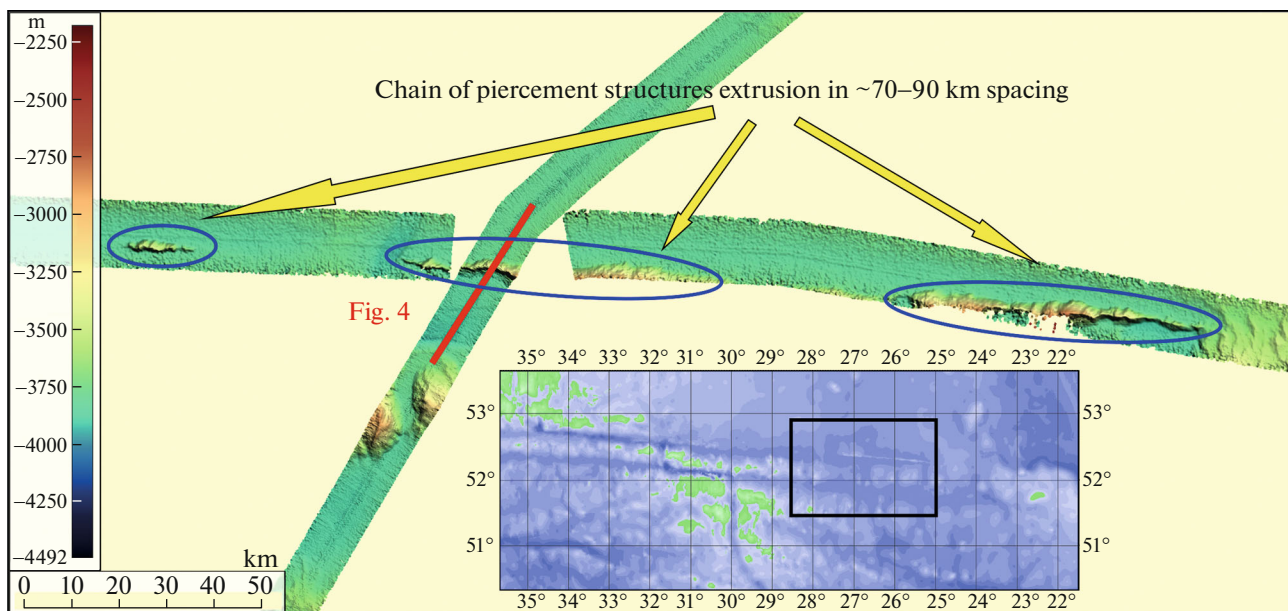 m
–2250
–2500
–2750
–3000
–3250
–3500
–3750
–4000
–4250
–4492
Chain of piercement structures extrusion in ~70–90 km spacing
Fig. 4
km
0 10 20 30 40 50
35° 34° 33° 32° 31° 30° 29° 28° 27° 26° 25° 24° 23° 22°
53° 53°
52° 52°
51° 51°
35° 34° 33° 32° 31° 30° 29° 28° 27° 26° 25° 24° 23° 22°